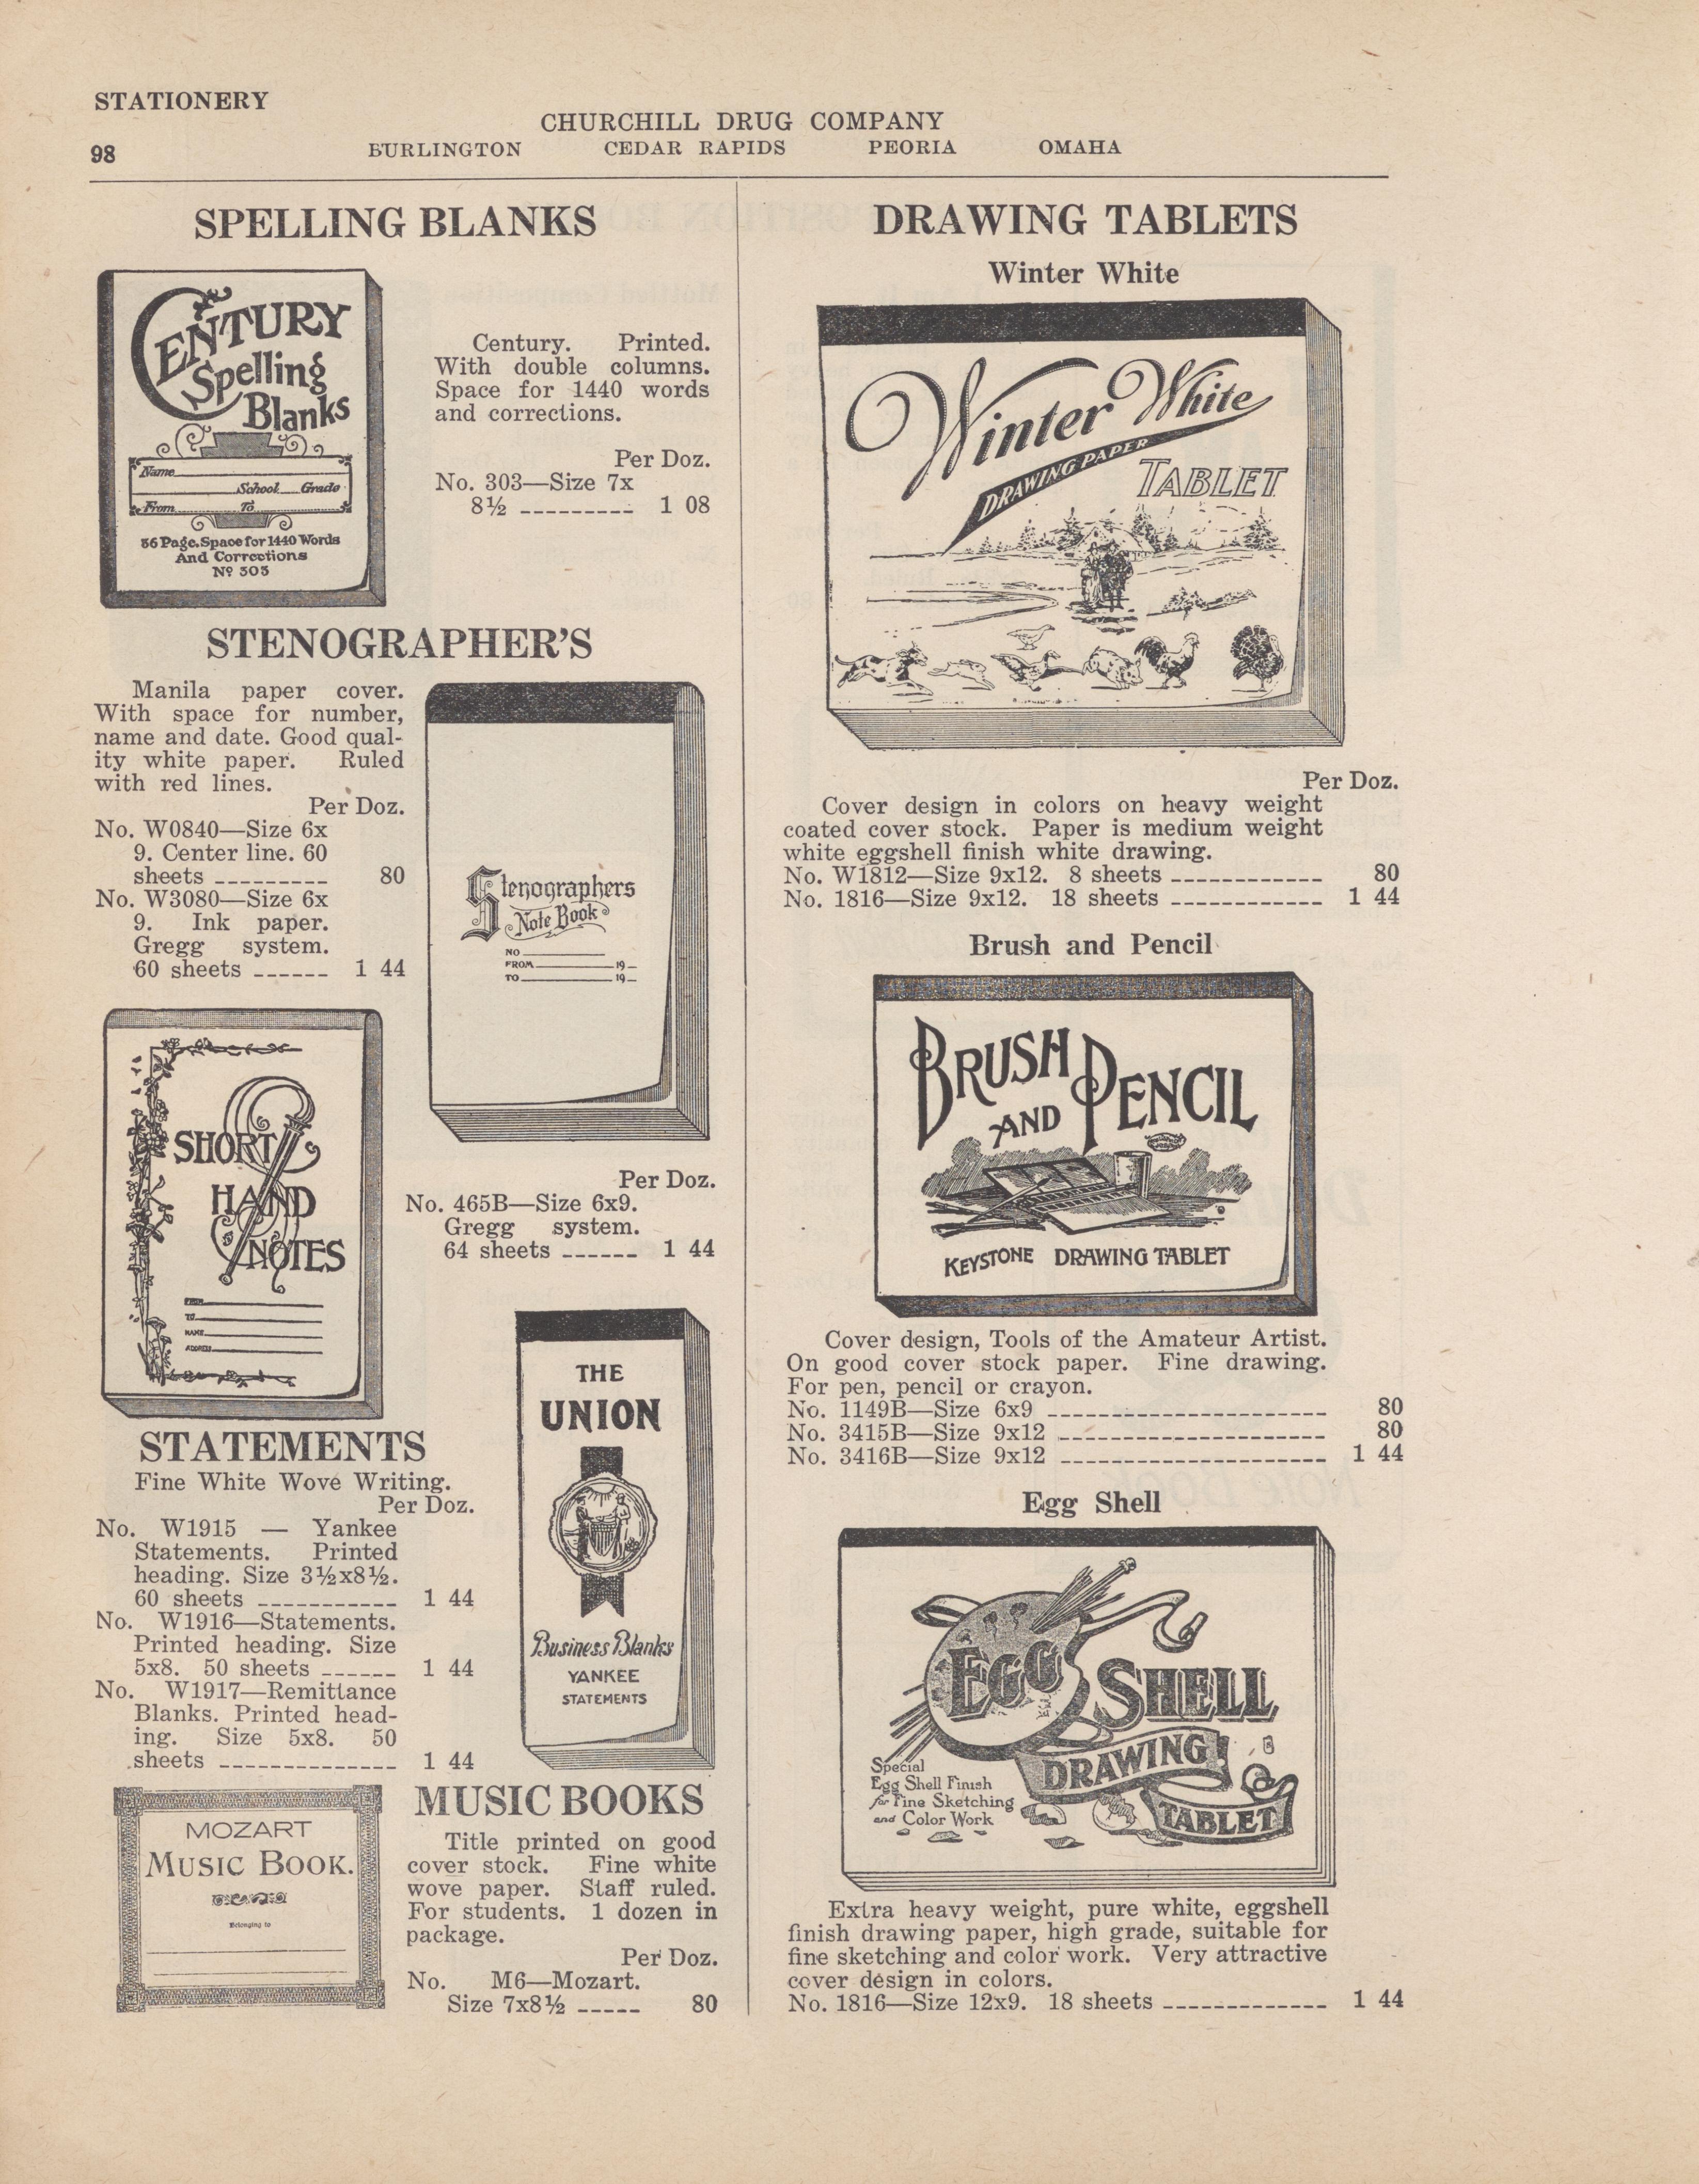 STATIONERY
CHURCHILL DRUG COMPANY
98
BURLINGTON CEDAR RAPIDS PEORIA OMAHA
SPELLING BLANKS
CENTURY
Spelling
Blanks
Name
School Grade
From To
36 Page. Space for 1440 Words
And Corrections
Nº 303
Century. Printed.
With double columns.
Space for 1440 words
and corrections.
Per Doz.
No. 303—Size 7x
8½ --------- 1 08
STENOGRAPHER'S
Manila paper cover.
With space for number,
name and date. Good qual-
ity white paper. Ruled
with red lines.
Per Doz.
No. W0840—Size 6x
9. Center line. 60
sheets --------- 80
No. W3080—Size 6x
9. Ink paper.
Gregg system.
60 sheets ------ 1 44
Stenographers
Note Book
NO
FROM 19
TO 19
SHORT
HAND
NOTES
FROM
TO
NAME
ADDRESS
Per Doz.
No. 465B—Size 6x9.
Gregg system.
64 sheets ------ 1 44
STATEMENTS
Fine White Wove Writing.
Per Doz.
No. W1915 — Yankee
Statements. Printed
heading. Size 3½x8½.
60 sheets ----------- 1 44
No. W1916—Statements.
Printed heading. Size
5x8. 50 sheets ------ 1 44
No. W1917—Remittance
Blanks. Printed head-
ing. Size 5x8. 50
sheets -------------- 1 44
THE
UNION
Business Blanks
YANKEE
STATEMENTS
MOZART
MUSIC BOOK.
Belonging to
MUSIC BOOKS
Title printed on good
cover stock. Fine white
wove paper. Staff ruled.
For students. 1 dozen in
package.
Per Doz.
No. M6—Mozart.
Size 7x8½ ----- 80
DRAWING TABLETS
Winter White
Winter White
DRAWING PAPER
TABLET
Per Doz.
Cover design in colors on heavy weight
coated cover stock. Paper is medium weight
white eggshell finish white drawing.
No. W1812—Size 9x12. 8 sheets ------------ 80
No. 1816—Size 9x12. 18 sheets ------------ 1 44
Brush and Pencil
BRUSH
AND PENCIL
KEYSTONE DRAWING TABLET
Cover design, Tools of the Amateur Artist.
On good cover stock paper. Fine drawing.
For pen, pencil or crayon.
No. 1149B—Size 6x9 ---------------------- 80
No. 3415B—Size 9x12 --------------------- 80
No. 3416B—Size 9x12 --------------------- 1 44
Egg Shell
EGG SHELL
DRAWING
TABLET
Special
Egg Shell Finish
for Fine Sketching
and Color Work
Extra heavy weight, pure white, eggshell
finish drawing paper, high grade, suitable for
fine sketching and color work. Very attractive
cover design in colors.
No. 1816—Size 12x9. 18 sheets ------------- 1 44